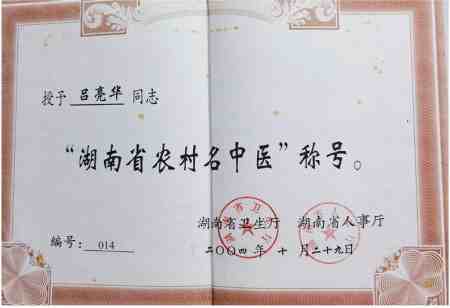 授予 吕亮华 同志
“湖南省农村名中医”称号。
湖南省卫生厅 湖南省人事厅
编号： 014
二〇〇四年十月二十九日